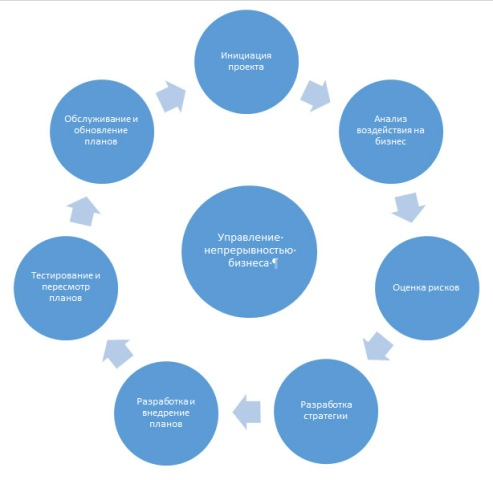 Инициация
проекта
Анализ
воздействия на
бизнес
Оценка рисков
Разработка
стратегии
Разработка и
внедрение
планов
Тестирование и
пересмотр
планов
Обслуживание и
обновление
планов
Управление·
непрерывностью·
бизнеса·¶